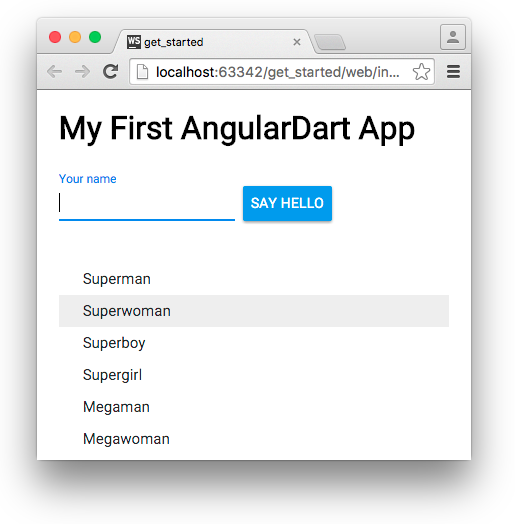 WS get_started
localhost:63342/get_started/web/in...
My First AngularDart App
Your name
SAY HELLO
Superman
Superwoman
Superboy
Supergirl
Megaman
Megawoman